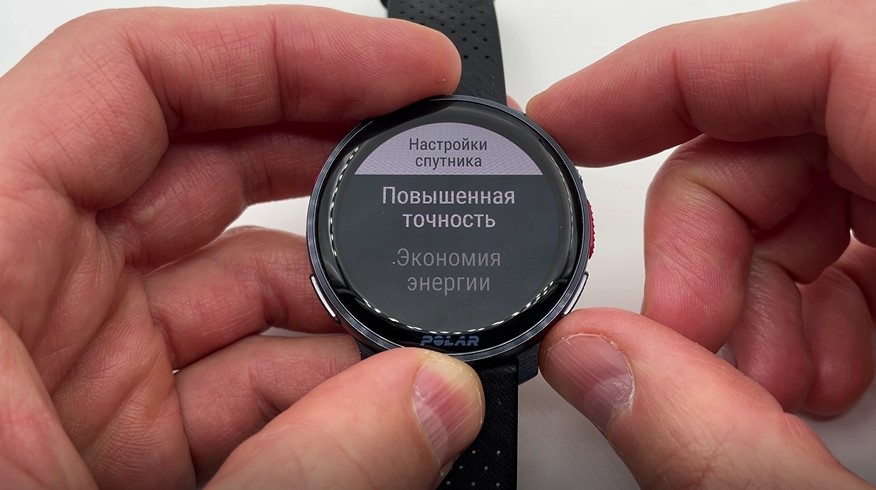 Настройки
спутника
Повышенная
точность
Экономия
энергии
POLAR